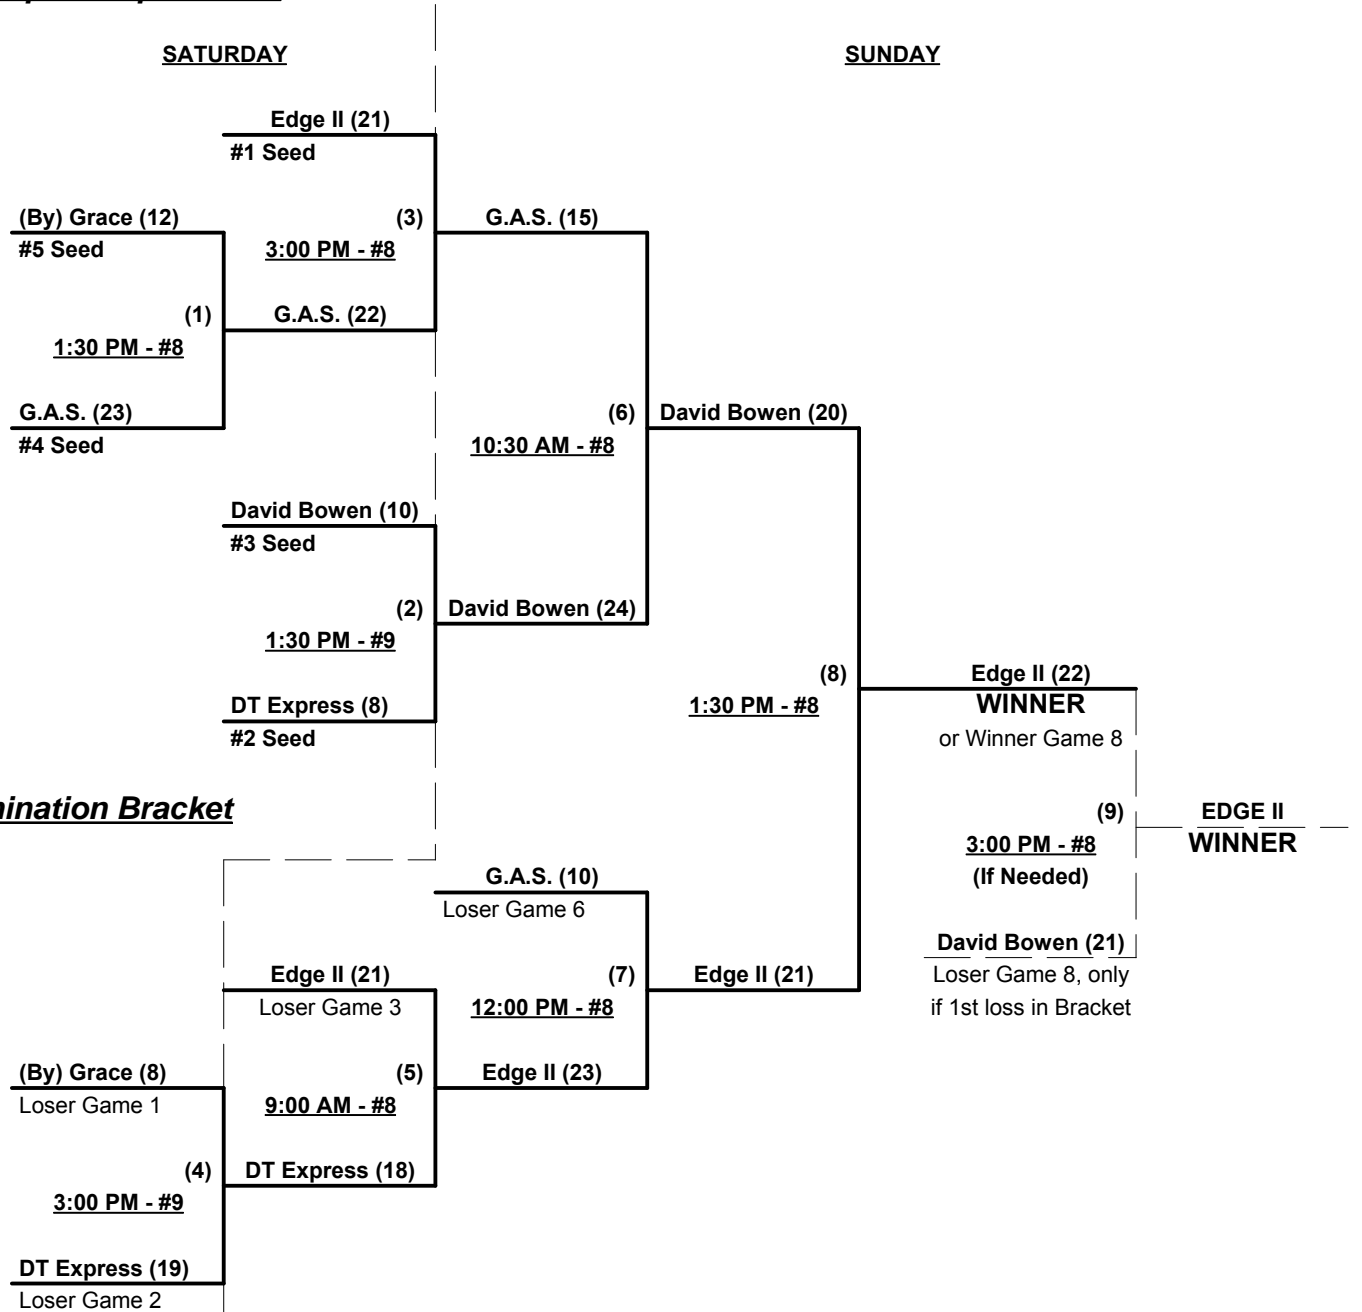 SATURDAY
SUNDAY
Edge II (21)
#1 Seed
(By) Grace (12)
(3)
G.A.S. (15)
#5 Seed
3:00 PM - #8
(1)
G.A.S. (22)
1:30 PM - #8
G.A.S. (23)
(6)
David Bowen (20)
#4 Seed
10:30 AM - #8
David Bowen (10)
#3 Seed
(2)
David Bowen (24)
1:30 PM - #9
(8)
Edge II (22)
DT Express (8)
1:30 PM - #8
WINNER
#2 Seed
or Winner Game 8
mination Bracket
(9)
EDGE II
3:00 PM - #8
WINNER
(If Needed)
G.A.S. (10)
Loser Game 6
David Bowen (21)
Edge II (21)
(7)
Edge II (21)
Loser Game 8, only
Loser Game 3
12:00 PM - #8
if 1st loss in Bracket
(By) Grace (8)
(5)
Edge II (23)
Loser Game 1
9:00 AM - #8
(4)
DT Express (18)
3:00 PM - #9
DT Express (19)
Loser Game 2